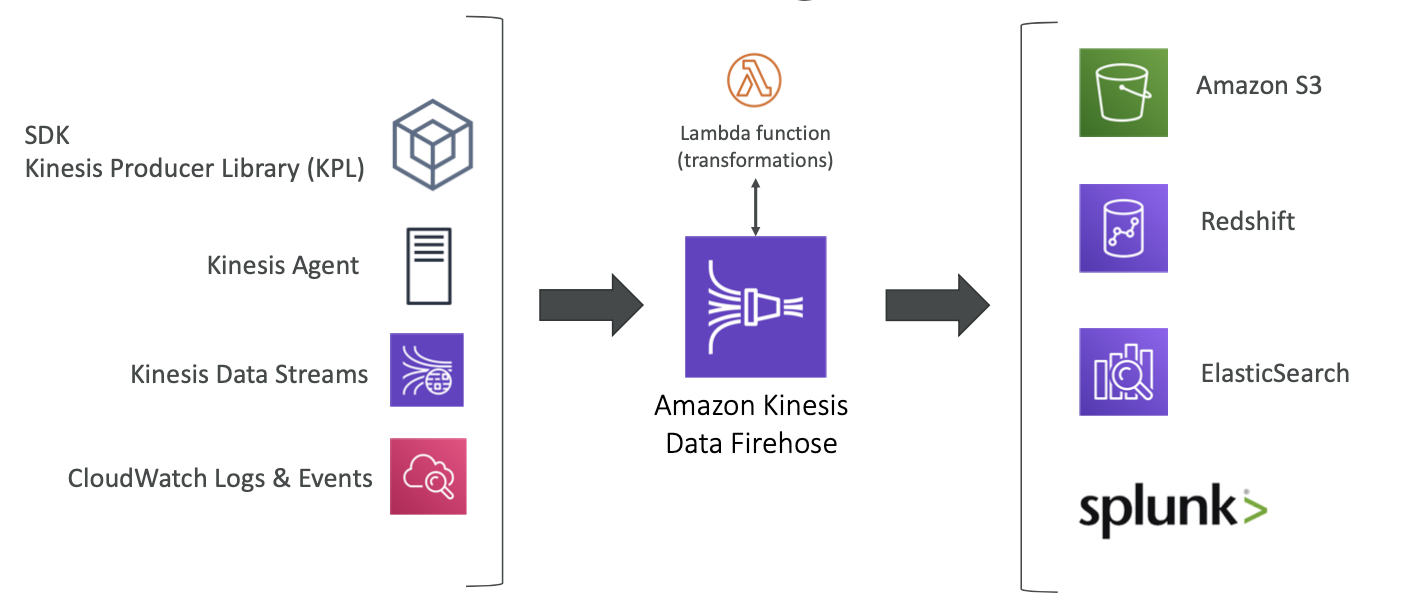 SDK
Kinesis Producer Library (KPL)
Kinesis Agent
Kinesis Data Streams
CloudWatch Logs & Events
Lambda function
(transformations)
Amazon Kinesis
Data Firehose
Amazon S3
Redshift
ElasticSearch
splunk>